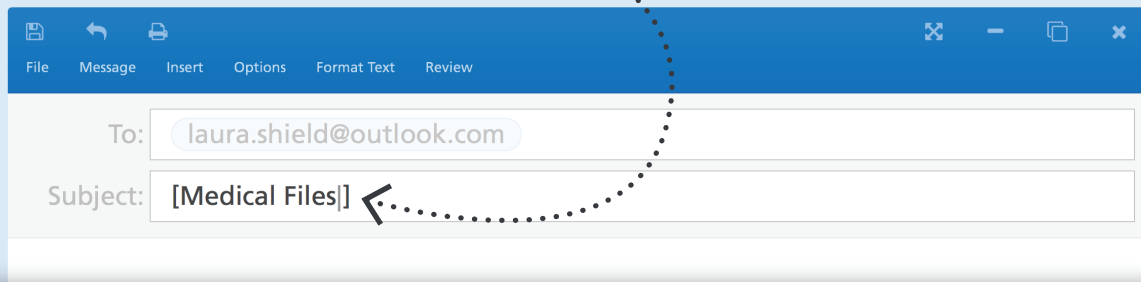 File Message Insert Options Format Text Review
To: laura.shield@outlook.com
Subject: [Medical Files]